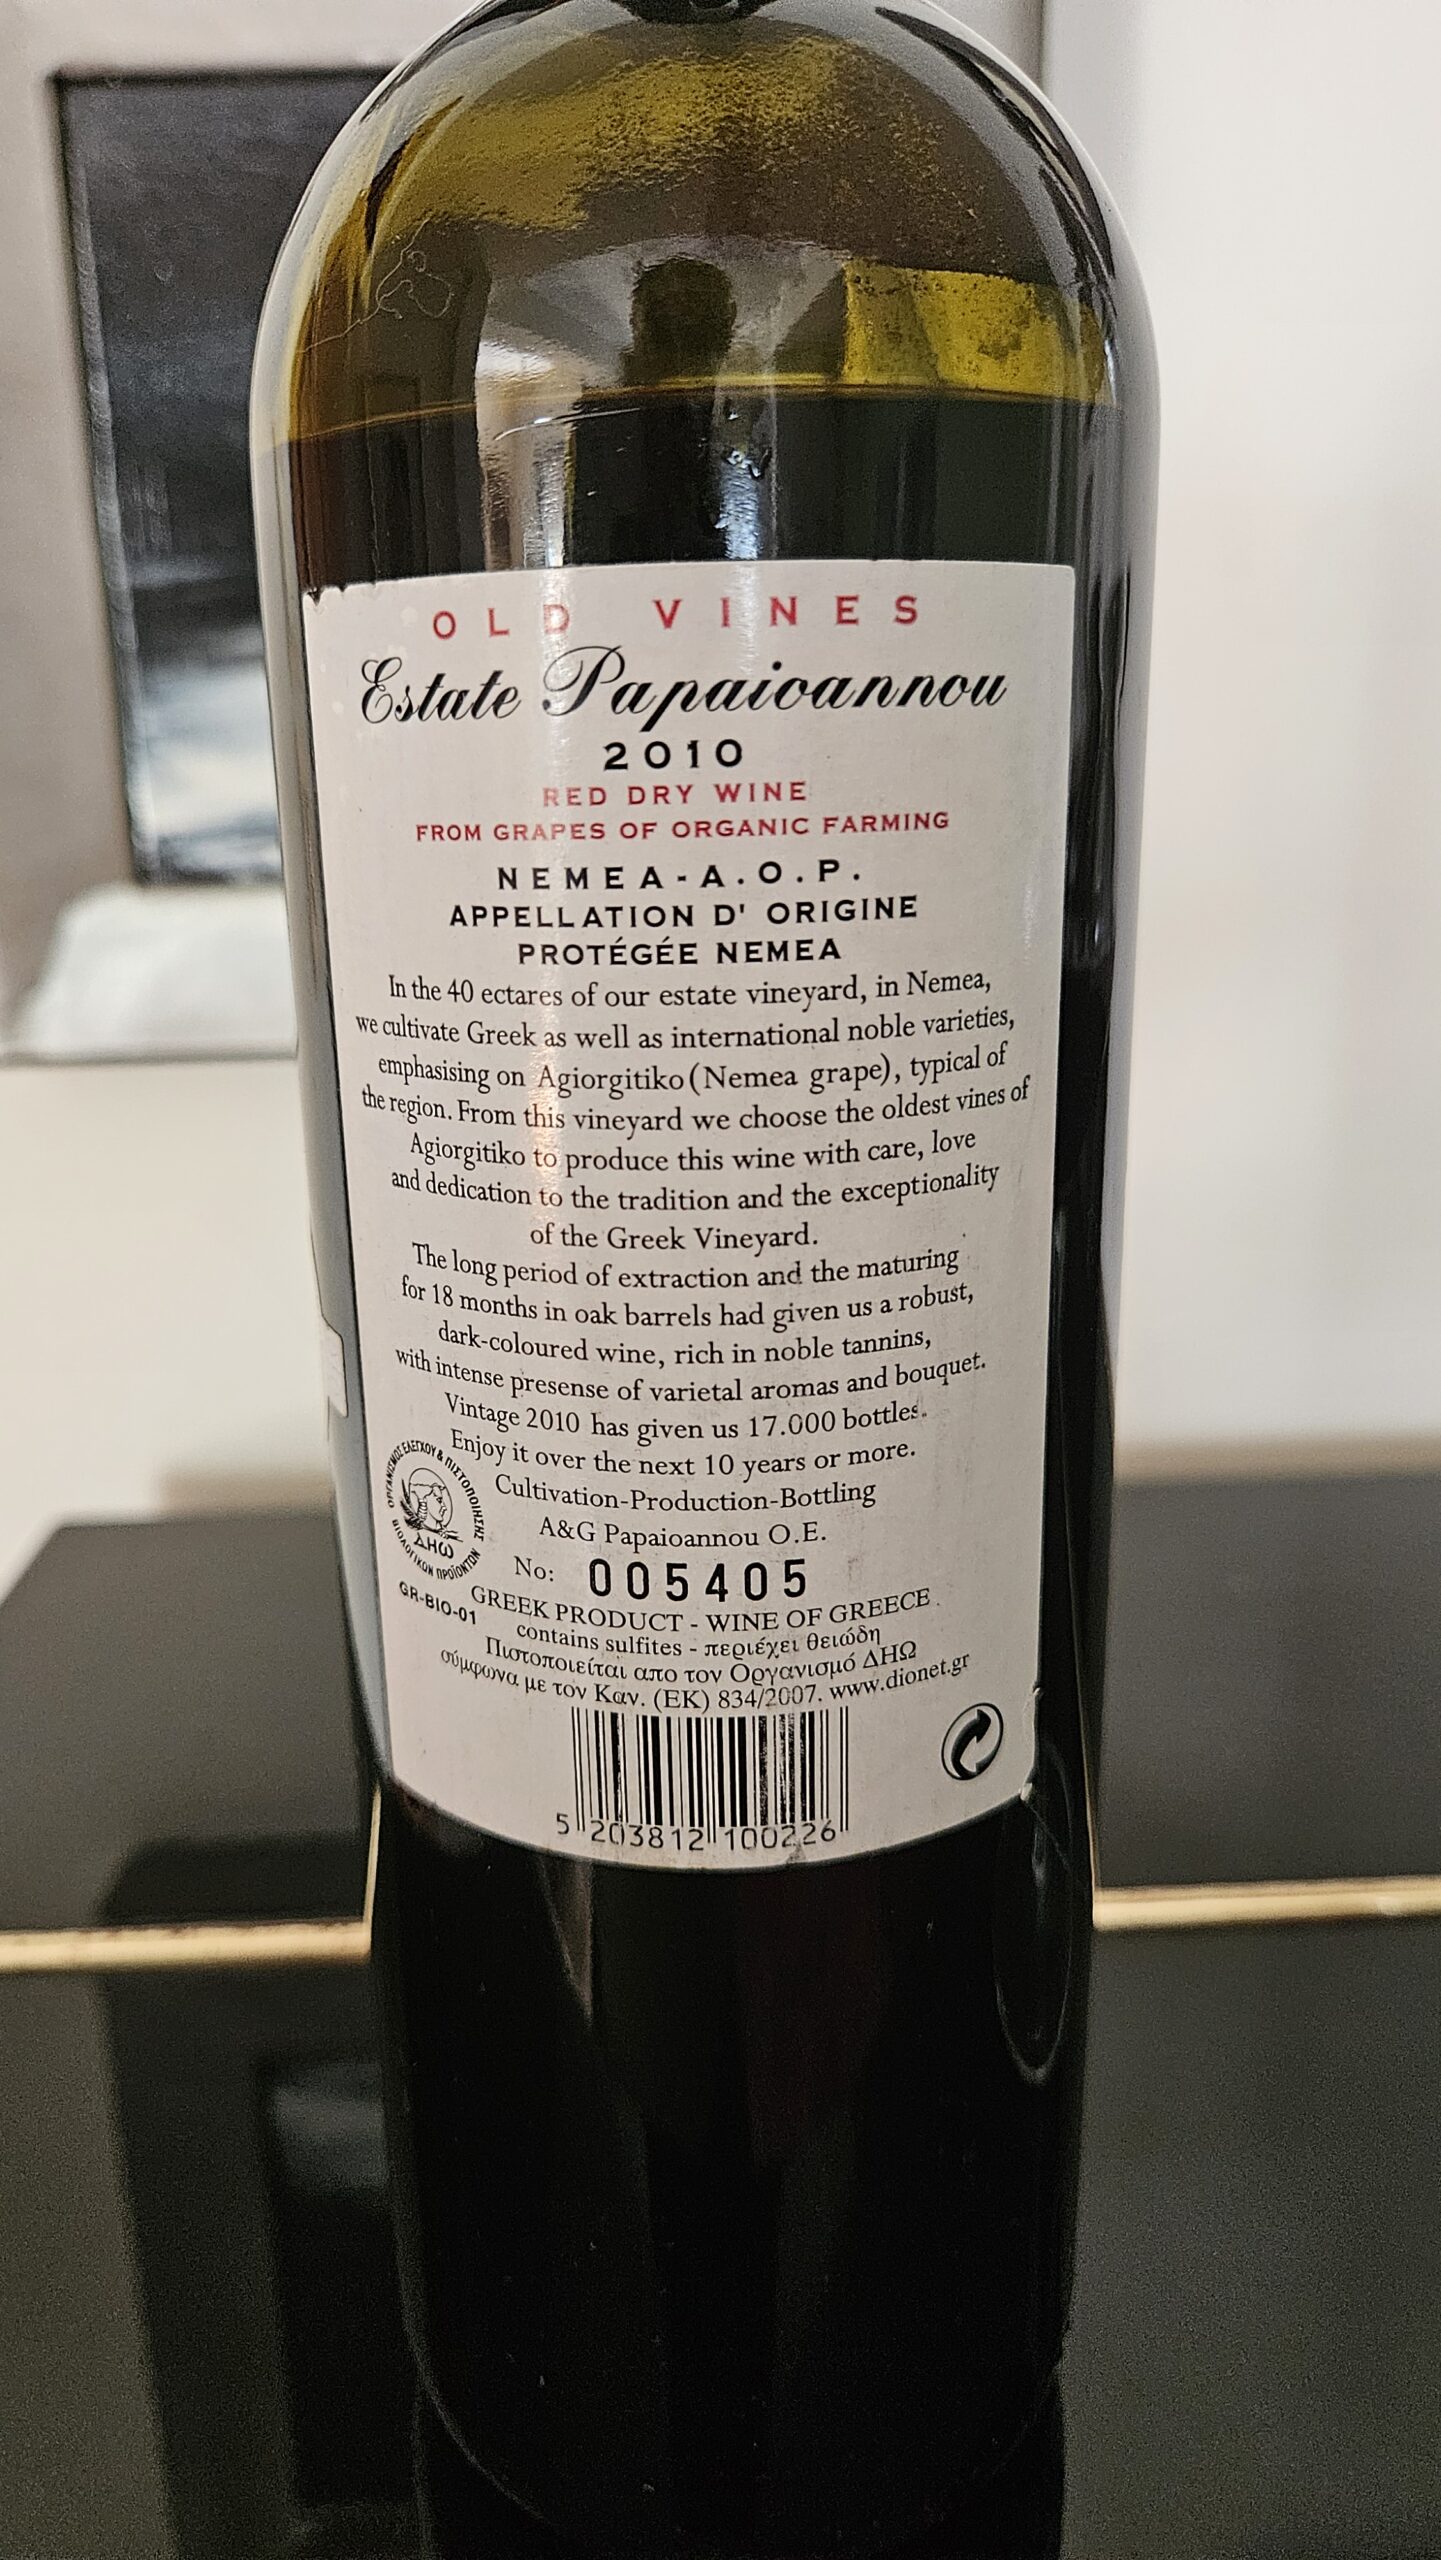 OLD VINES
Estate Papaioannou
2010
RED DRY WINE
FROM GRAPES OF ORGANIC FARMING
NEMEA-A.O.P.
APPELLATION D' ORIGINE
PROTÉGÉE NEMEA
In the 40 ectares of our estate vineyard, in Nemea,
we cultivate Greek as well as international noble varieties,
emphasising on Agiorgitiko (Nemea grape), typical of
the region. From this vineyard we choose the oldest vines of
Agiorgitiko to produce this wine with care, love
and dedication to the tradition and the exceptionality
of the Greek Vineyard.
The long period of extraction and the maturing
for 18 months in oak barrels had given us a robust,
dark-coloured wine, rich in noble tannins,
with intense presense of varietal aromas and bouquet.
Vintage 2010 has given us 17.000 bottles.
Enjoy it over the next 10 years or more.
Cultivation-Production-Bottling
A&G Papaioannou O.E.
No: 005405
ΟΡΓΑΝΙΣΜΟΣ ΕΛΕΓΧΟΥ & ΠΙΣΤΟΠΟΙΗΣΗΣ
ΒΙΟΛΟΓΙΚΩΝ ΠΡΟΪΟΝΤΩΝ
ΔΗΩ
GR-BIO-01
GREEK PRODUCT - WINE OF GREECE
contains sulfites - περιέχει θειώδη
Πιστοποιείται απο τον Οργανισμό ΔΗΩ
σύμφωνα με τον Καν. (ΕΚ) 834/2007. www.dionet.gr
5 203812 100226